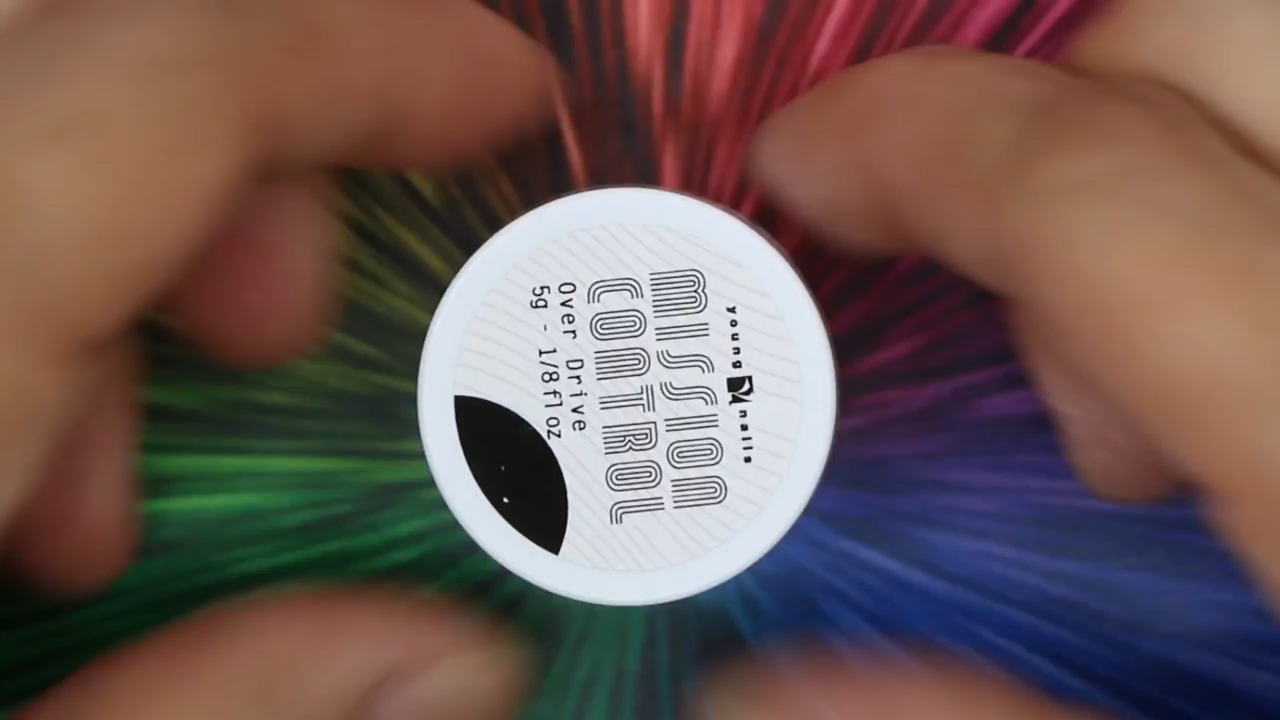 young nails
MISSION
CONTROL
Over Drive
5g - 1/8fl oz